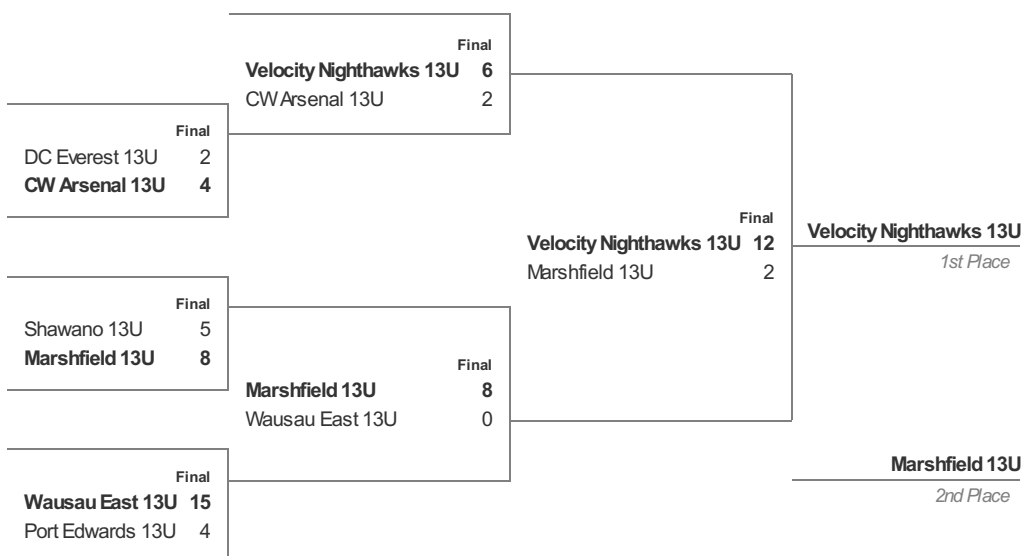 Final
Velocity Nighthawks 13U 6
CW Arsenal 13U 2
Final
DC Everest 13U 2
CW Arsenal 13U 4
Final
Velocity Nighthawks 13U 12
Marshfield 13U 2
Velocity Nighthawks 13U
1st Place
Final
Shawano 13U 5
Marshfield 13U 8
Final
Marshfield 13U 8
Wausau East 13U 0
Final
Wausau East 13U 15
Port Edwards 13U 4
Marshfield 13U
2nd Place